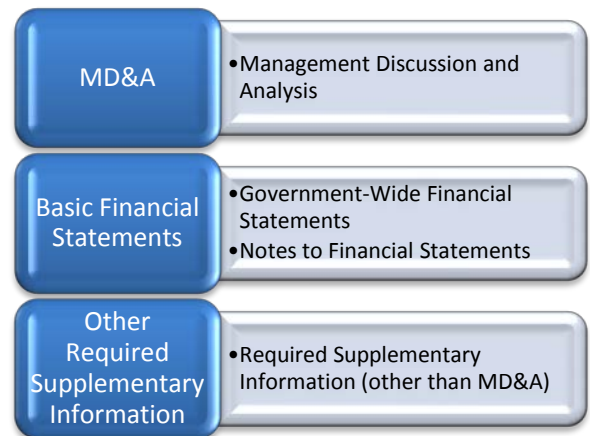 MD&A
•Management Discussion and
Analysis
Basic Financial
Statements
•Government-Wide Financial
Statements
•Notes to Financial Statements
Other
Required
Supplementary
Information
•Required Supplementary
Information (other than MD&A)